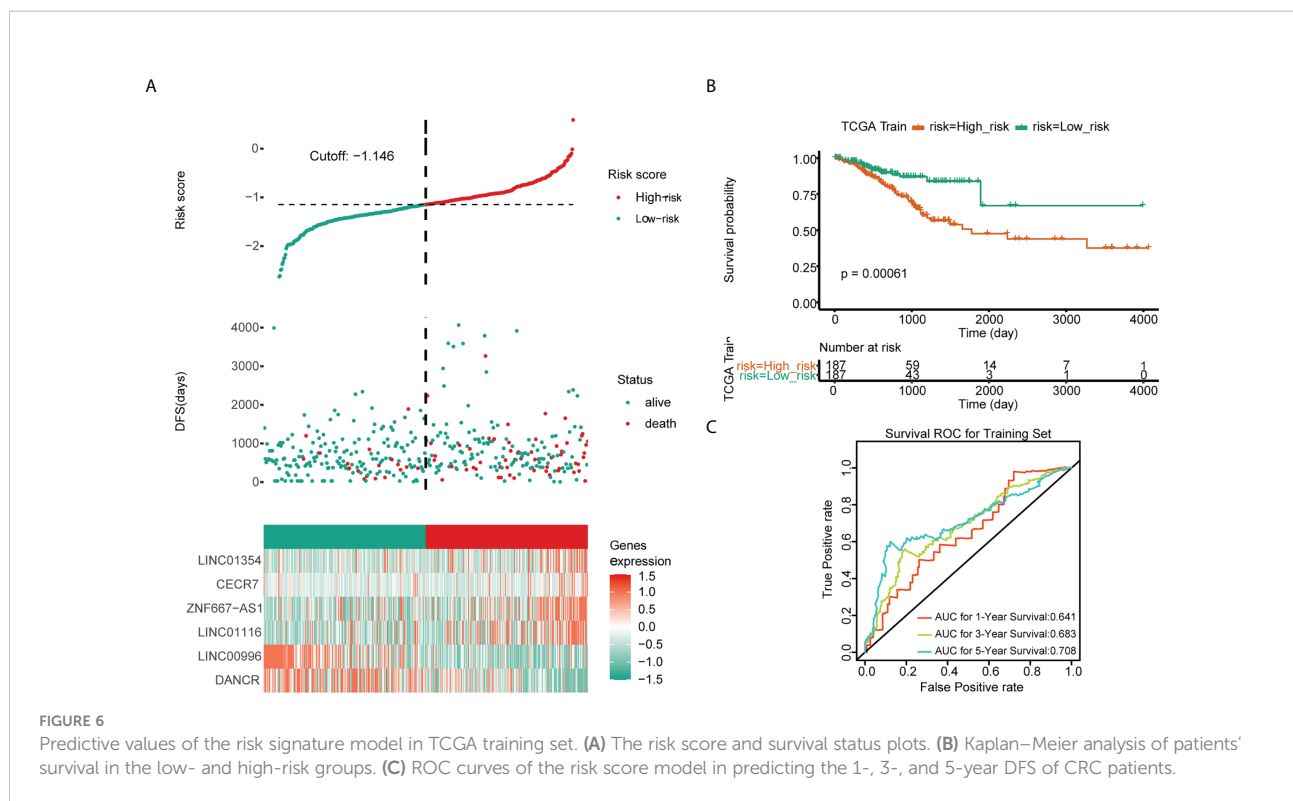 A
Risk score
0
−1
−2
Cutoff: −1.146
Risk score
High-risk
Low-risk
DFS(days)
4000
3000
2000
1000
0
Status
alive
death
LINC01354
CECR7
ZNF667-AS1
LINC01116
LINC00996
DANCR
Genes
expression
1.5
1.0
0.5
0.0
−0.5
−1.0
−1.5
B
TCGA Train risk=High_risk risk=Low_risk
Survival probability
1.00
0.75
0.50
0.25
0.00
p = 0.00061
0 1000 2000 3000 4000
Time (day)
Number at risk
TCGA Train
risk=High_risk 187 59 14 7 1
risk=Low_risk 187 43 3 1 0
0 1000 2000 3000 4000
Time (day)
C
Survival ROC for Training Set
True Positive rate
1.0
0.8
0.6
0.4
0.2
0.0
AUC for 1-Year Survival:0.641
AUC for 3-Year Survival:0.683
AUC for 5-Year Survival:0.708
0.0 0.2 0.4 0.6 0.8 1.0
False Positive rate
FIGURE 6
Predictive values of the risk signature model in TCGA training set. (A) The risk score and survival status plots. (B) Kaplan–Meier analysis of patients’
survival in the low- and high-risk groups. (C) ROC curves of the risk score model in predicting the 1-, 3-, and 5-year DFS of CRC patients.